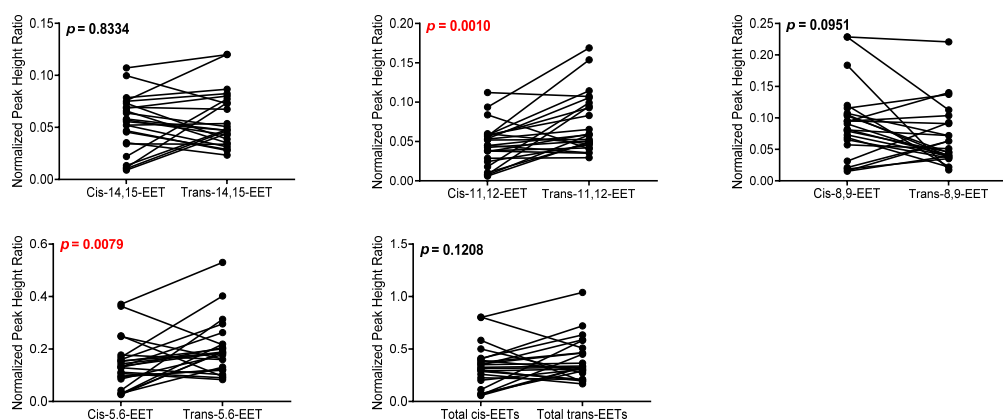 Normalized Peak Height Ratio
p = 0.8334
0.15
0.10
0.05
0.00
Cis-14,15-EET Trans-14,15-EET
Normalized Peak Height Ratio
p = 0.0010
0.20
0.15
0.10
0.05
0.00
Cis-11,12-EET Trans-11,12-EET
Normalized Peak Height Ratio
p = 0.0951
0.25
0.20
0.15
0.10
0.05
0.00
Cis-8,9-EET Trans-8,9-EET
Normalized Peak Height Ratio
p = 0.0079
0.6
0.4
0.2
0.0
Cis-5,6-EET Trans-5,6-EET
Normalized Peak Height Ratio
p = 0.1208
1.5
1.0
0.5
0.0
Total cis-EETs Total trans-EETs